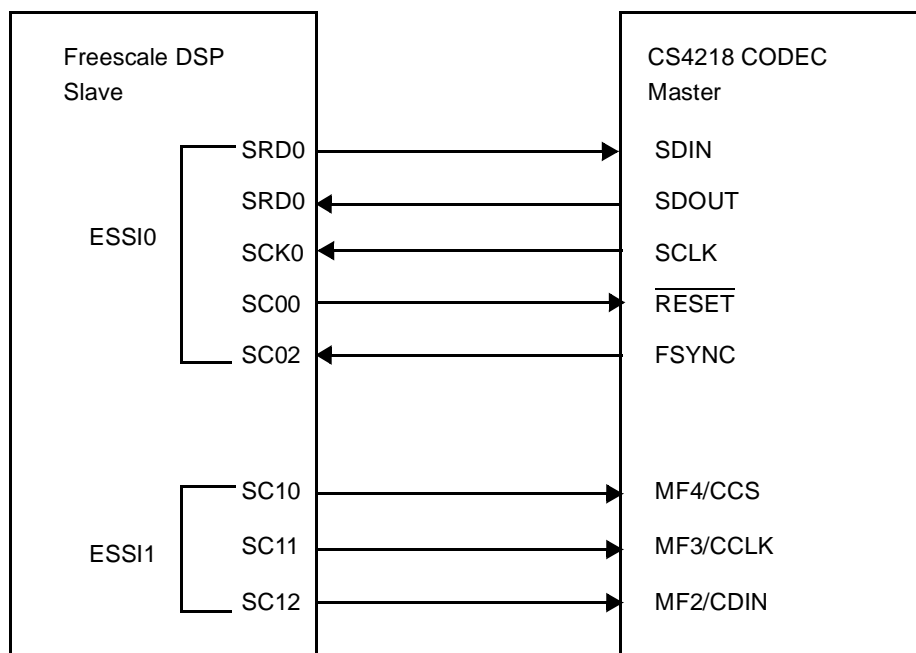 Freescale DSP
Slave
CS4218 CODEC
Master
ESSI0
SRD0
SDIN
SRD0
SDOUT
SCK0
SCLK
SC00
RESET
SC02
FSYNC
ESSI1
SC10
MF4/CCS
SC11
MF3/CCLK
SC12
MF2/CDIN